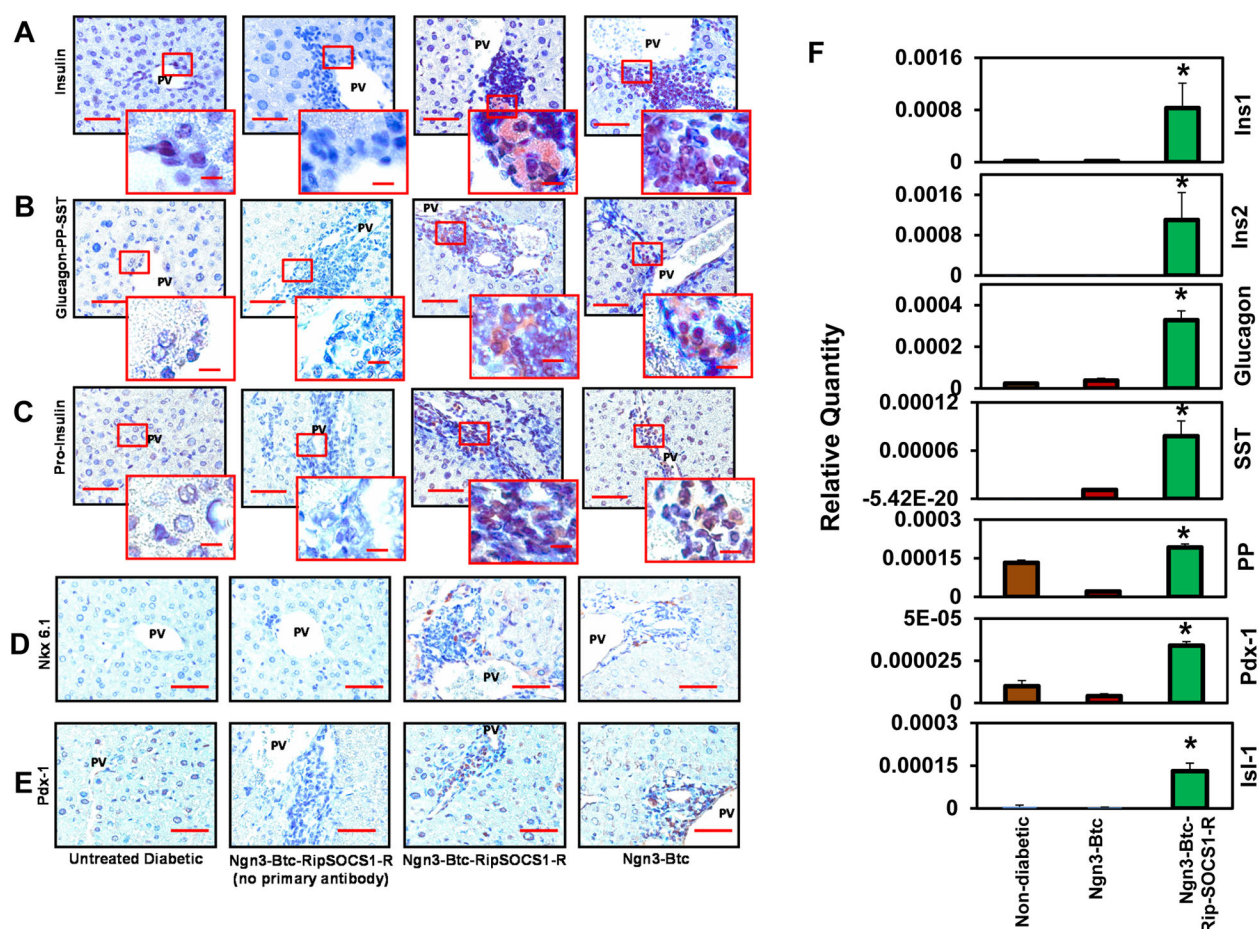 A
Insulin
PV
PV
PV
PV
B
Glucagon-PP-SST
PV
PV
PV
PV
C
Pro-Insulin
PV
PV
PV
D
Nkx 6.1
PV
PV
PV
PV
E
Pdx-1
PV
PV
PV
PV
Untreated Diabetic
Ngn3-Btc-RipSOCS1-R
(no primary antibody)
Ngn3-Btc-RipSOCS1-R
Ngn3-Btc
F
Relative Quantity
0.0016
0.0008
0
*
Ins1
0.0016
0.0008
0
*
Ins2
0.0004
0.0002
0
*
Glucagon
0.00012
0.00006
-5.42E-20
*
SST
0.0003
0.00015
0
*
PP
5E-05
0.000025
0
*
Pdx-1
0.0003
0.00015
0
*
Isl-1
Non-diabetic
Ngn3-Btc
Ngn3-Btc-
Rip-SOCS1-R